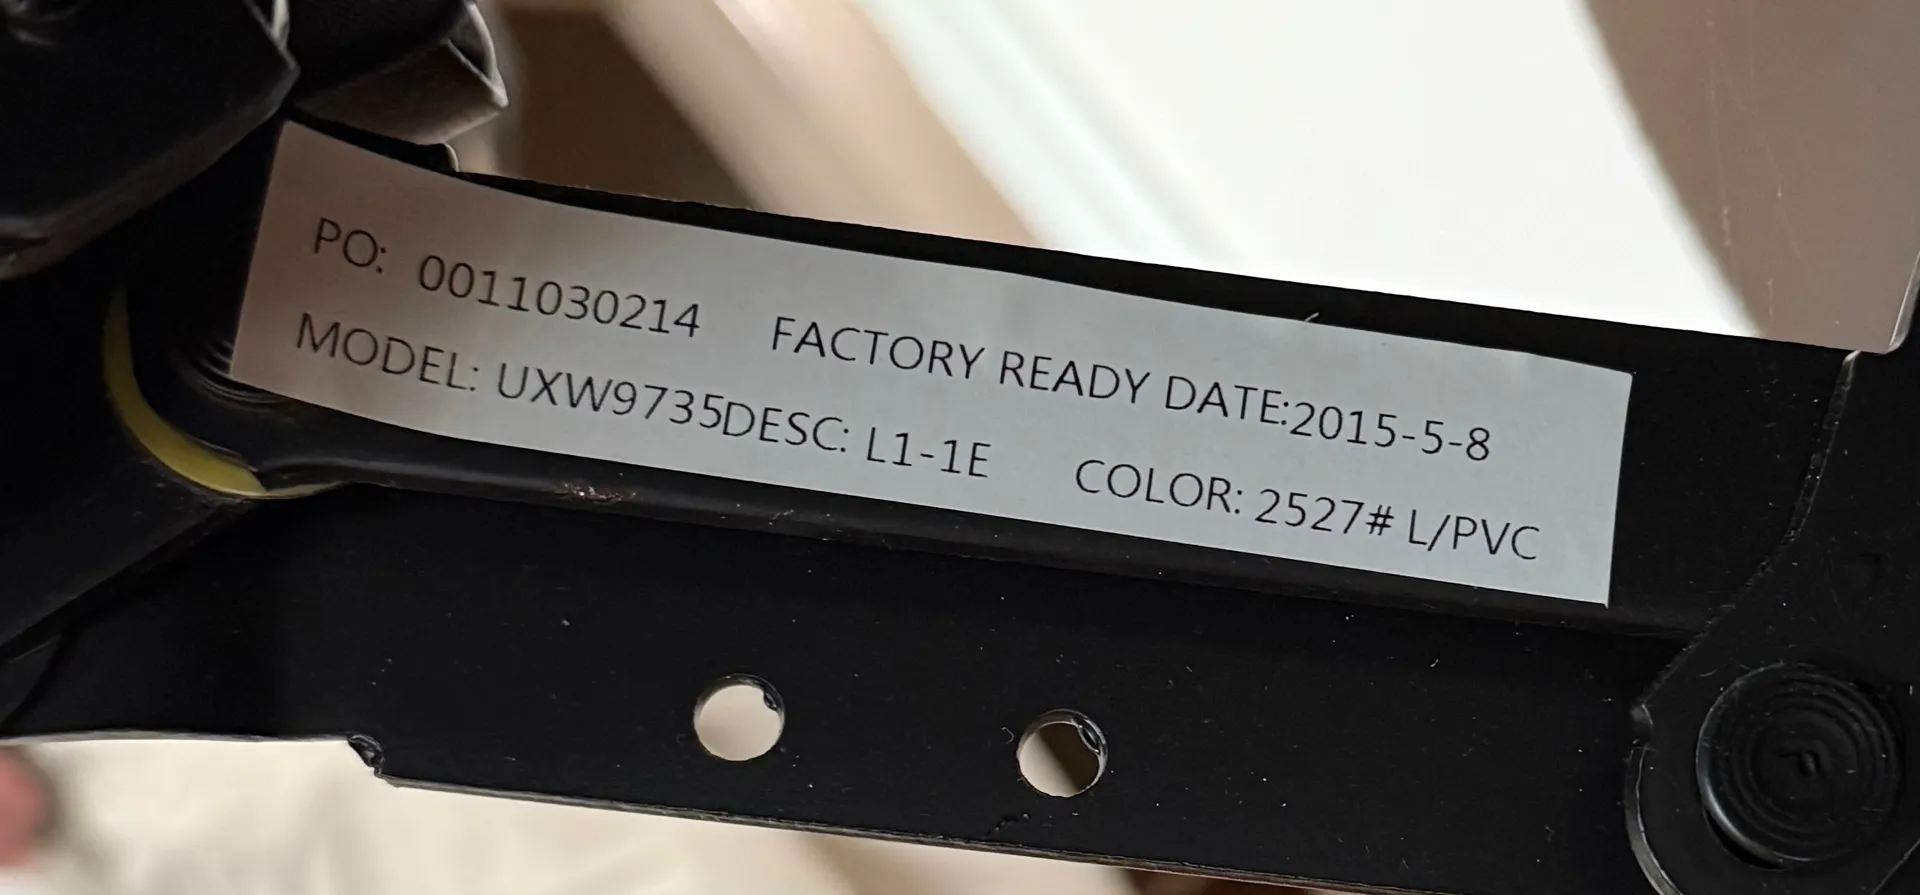 PO: 0011030214 FACTORY READY DATE:2015-5-8
MODEL: UXW9735DESC: L1-1E COLOR: 2527# L/PVC